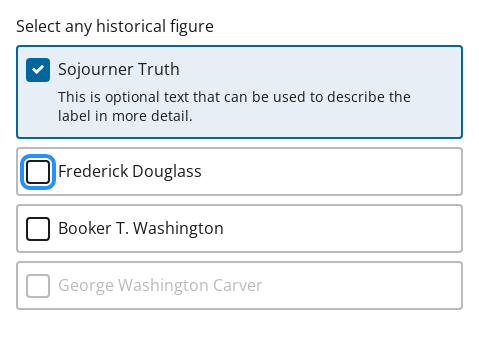 Select any historical figure
Sojourner Truth
This is optional text that can be used to describe the
label in more detail.
Frederick Douglass
Booker T. Washington
George Washington Carver